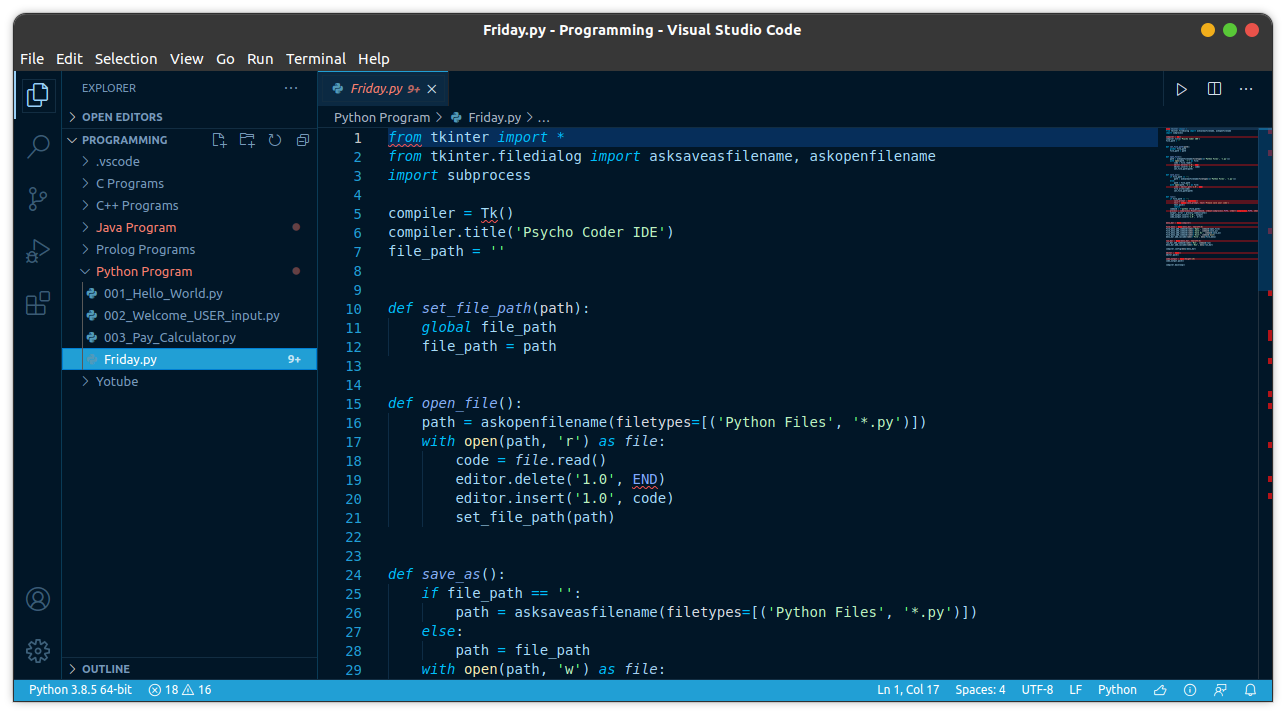 Friday.py - Programming - Visual Studio Code
File Edit Selection View Go Run Terminal Help
EXPLORER
OPEN EDITORS
PROGRAMMING
.vscode
C Programs
C++ Programs
Java Program
Prolog Programs
Python Program
001_Hello_World.py
002_Welcome_USER_input.py
003_Pay_Calculator.py
Friday.py 9+
Yotube
OUTLINE
Friday.py 9+
Python Program > Friday.py > ...
1 from tkinter import *
2 from tkinter.filedialog import asksaveasfilename, askopenfilename
3 import subprocess
4
5 compiler = Tk()
6 compiler.title('Psycho Coder IDE')
7 file_path = ''
8
9
10 def set_file_path(path):
11     global file_path
12     file_path = path
13
14
15 def open_file():
16     path = askopenfilename(filetypes=[('Python Files', '*.py')])
17     with open(path, 'r') as file:
18         code = file.read()
19         editor.delete('1.0', END)
20         editor.insert('1.0', code)
21         set_file_path(path)
22
23
24 def save_as():
25     if file_path == '':
26         path = asksaveasfilename(filetypes=[('Python Files', '*.py')])
27     else:
28         path = file_path
29     with open(path, 'w') as file:
Python 3.8.5 64-bit 18 16 Ln 1, Col 17 Spaces: 4 UTF-8 LF Python